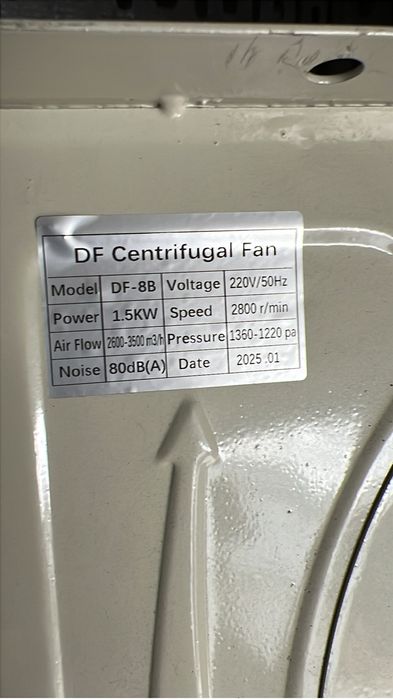 DF Centrifugal Fan
Model DF-8B Voltage 220V/50Hz
Power 1.5KW Speed 2800 r/min
Air Flow 2600-3500 m3/h Pressure 1360-1220 pa
Noise 80dB(A) Date 2025.01